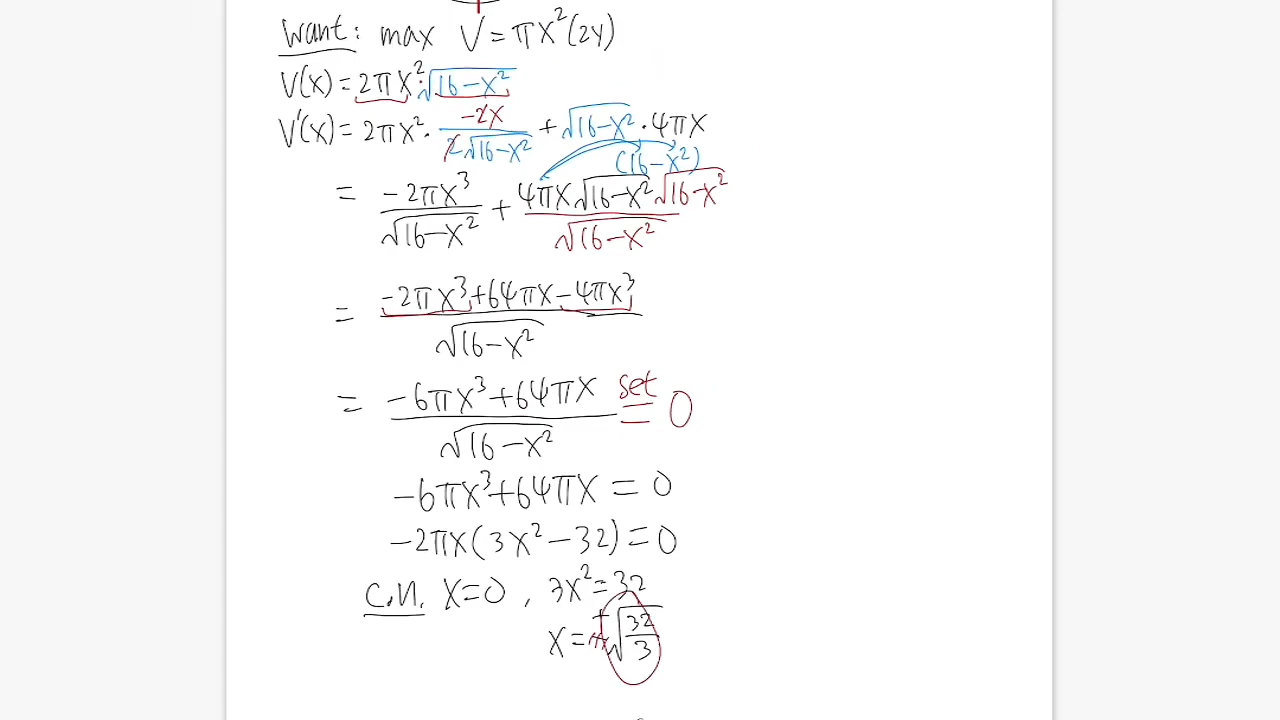 Want: max V = πx²(2y)
V(x) = 2πx²·√(16-x²)
V'(x) = 2πx² · (-2x)/(2√(16-x²)) + √(16-x²) · 4πx
(16-x²)
= (-2πx³)/(√(16-x²)) + (4πx√(16-x²)√(16-x²))/(√(16-x²))
= (-2πx³+64πx-4πx³)/(√(16-x²))
= (-6πx³+64πx)/(√(16-x²)) set = 0
-6πx³+64πx = 0
-2πx(3x²-32) = 0
C.N. x=0 , 3x²=32
x = ±√(32/3)